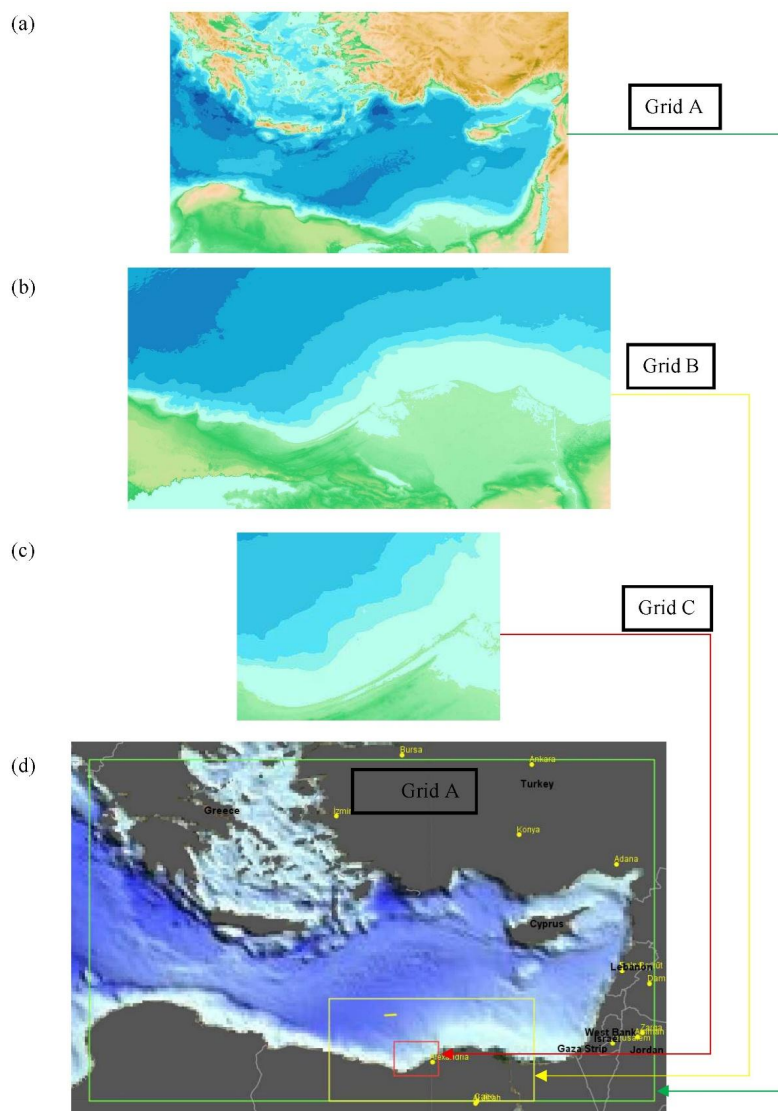 (a)
Grid A
(b)
Grid B
(c)
Grid C
(d)
Bursa
Ankara
Grid A
Turkey
Greece
Izmir
Konya
Adana
Cyprus
Lebanon
Dam
West Bank
Israel
Gaza Strip
Jordan